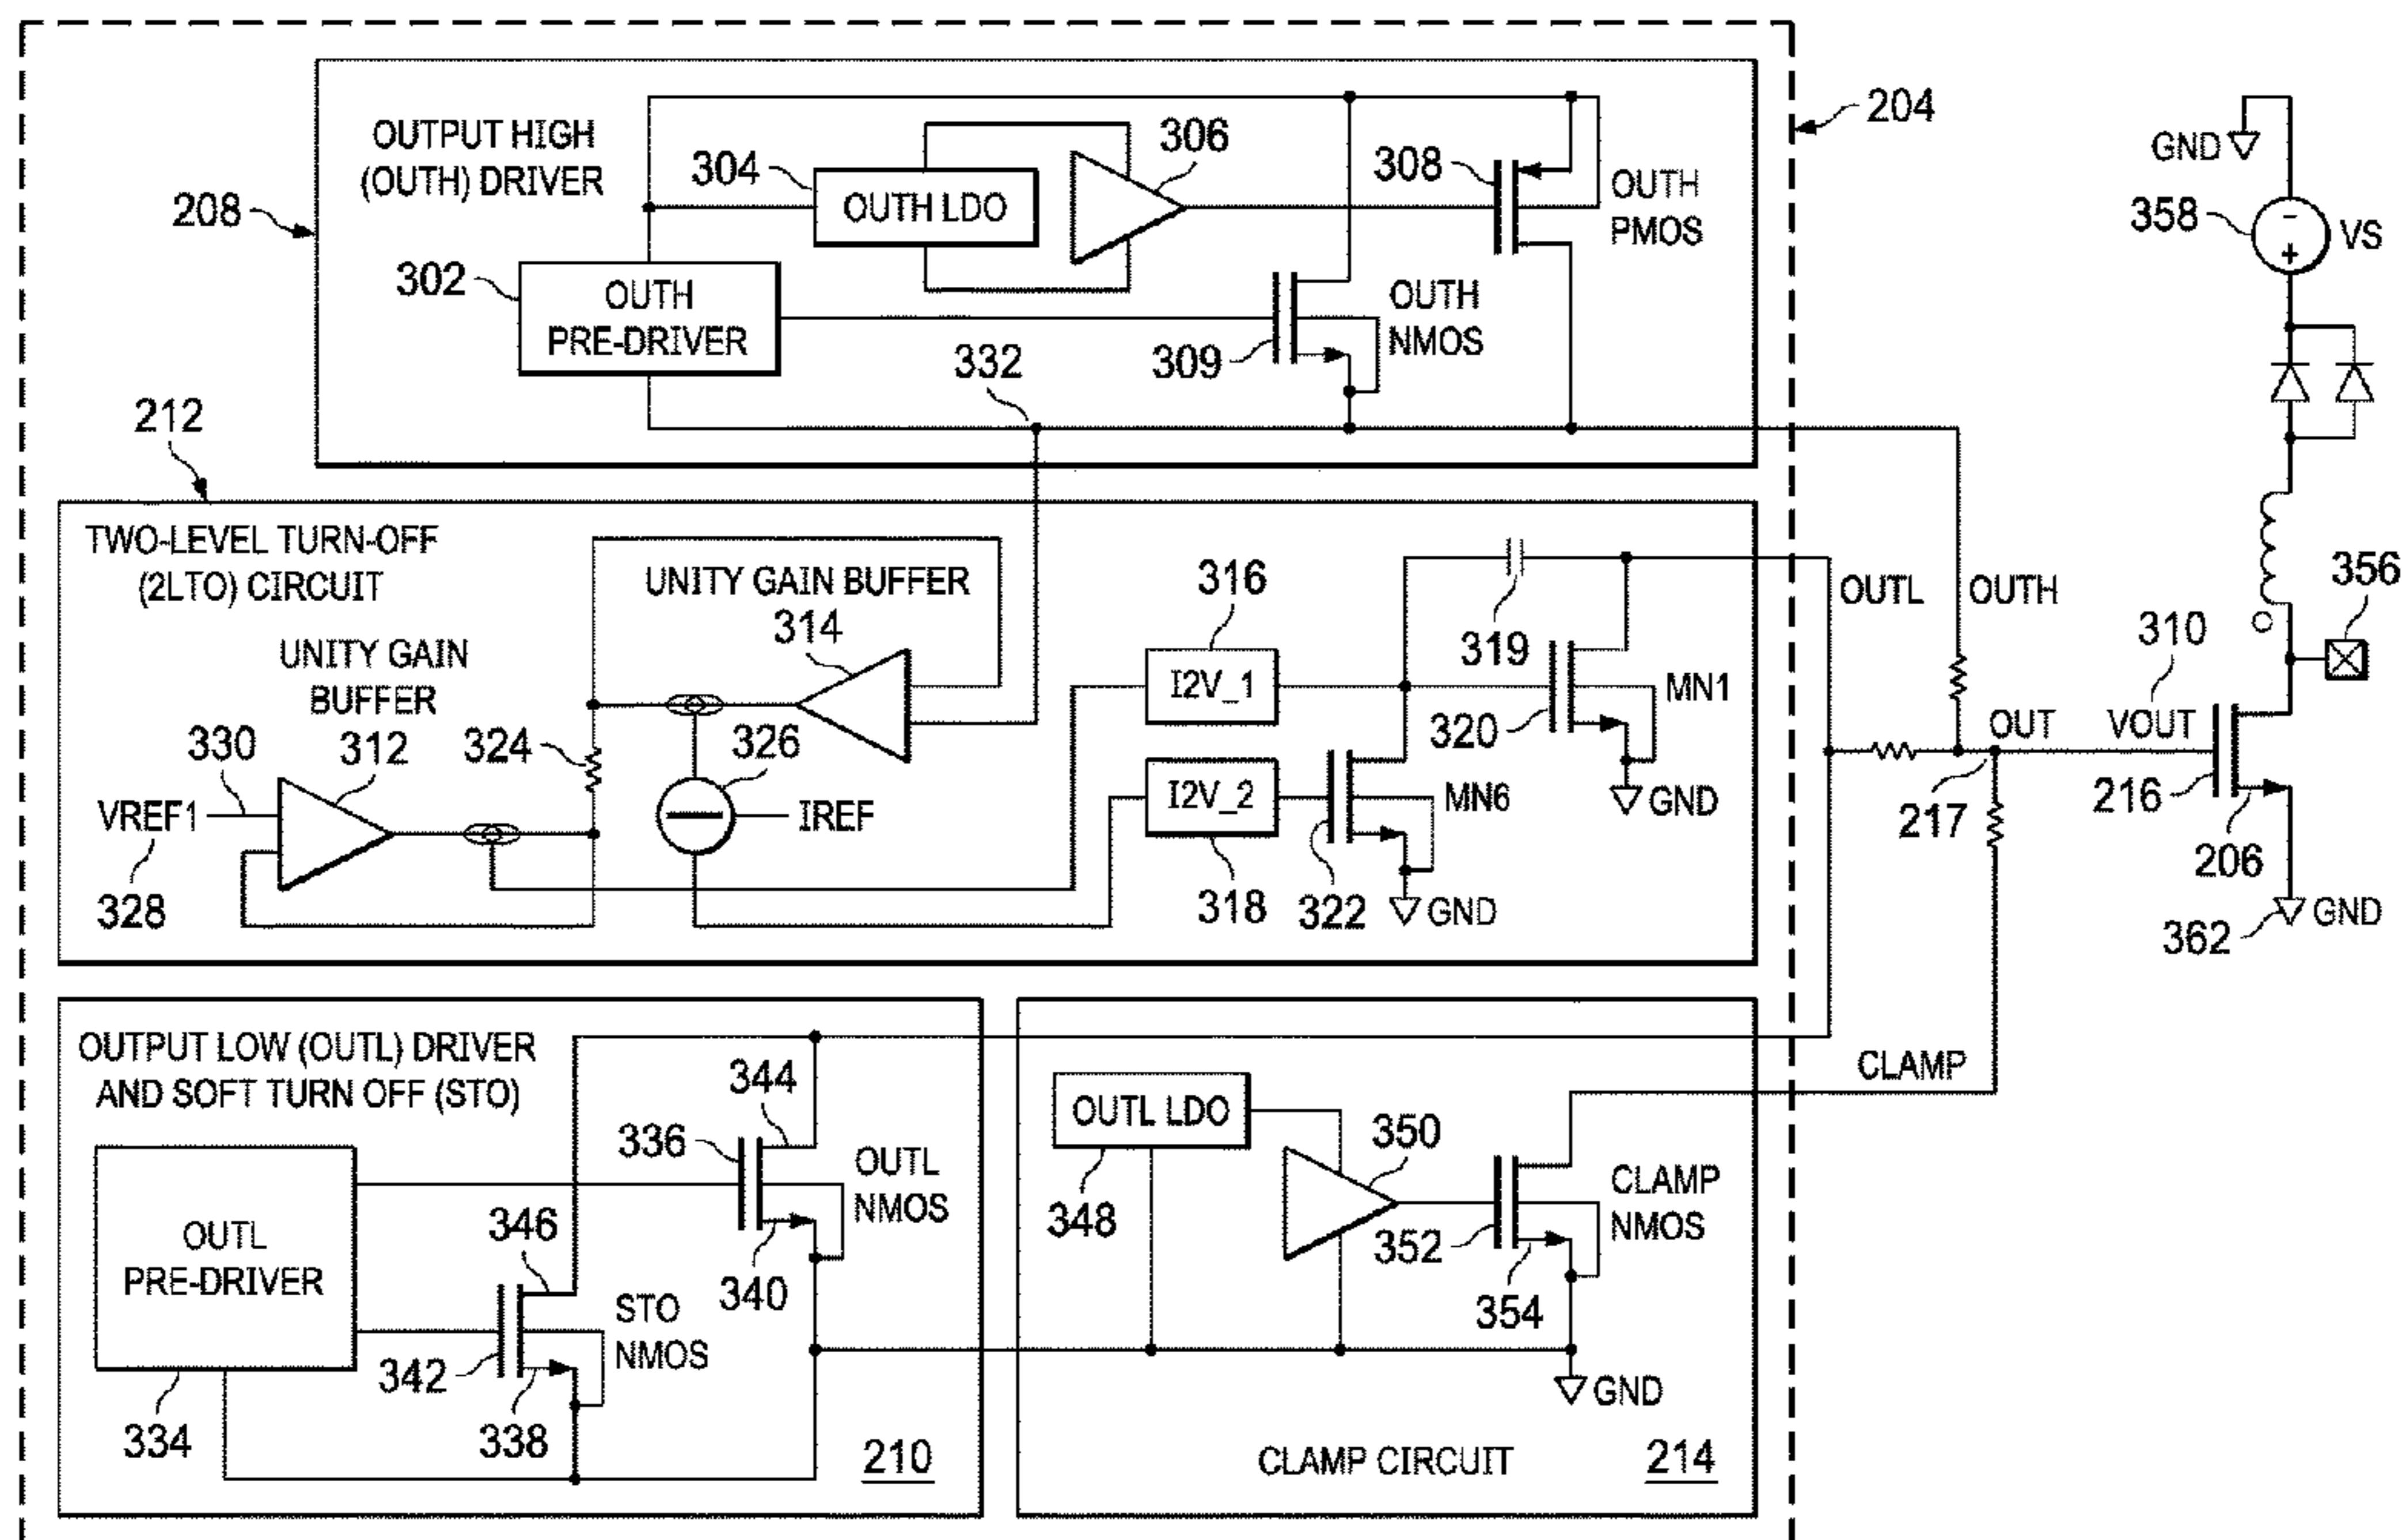 204
OUTPUT HIGH
(OUTH) DRIVER
208
304
OUTH LDO
306
308
OUTH
PMOS
302
OUTH
PRE-DRIVER
309
OUTH
NMOS
332
GND
358
-
+
VS
212
TWO-LEVEL TURN-OFF
(2LTO) CIRCUIT
UNITY GAIN BUFFER
314
UNITY GAIN
BUFFER
312
324
326
330
VREF1
328
IREF
316
I2V_1
I2V_2
318
319
320
MN1
GND
MN6
322
GND
OUTL
OUTH
356
310
OUT
VOUT
217
216
206
362
GND
OUTPUT LOW (OUTL) DRIVER
AND SOFT TURN OFF (STO)
344
336
OUTL
NMOS
340
OUTL
PRE-DRIVER
346
STO
NMOS
342
338
334
210
CLAMP
OUTL LDO
348
350
352
CLAMP
NMOS
354
GND
CLAMP CIRCUIT
214